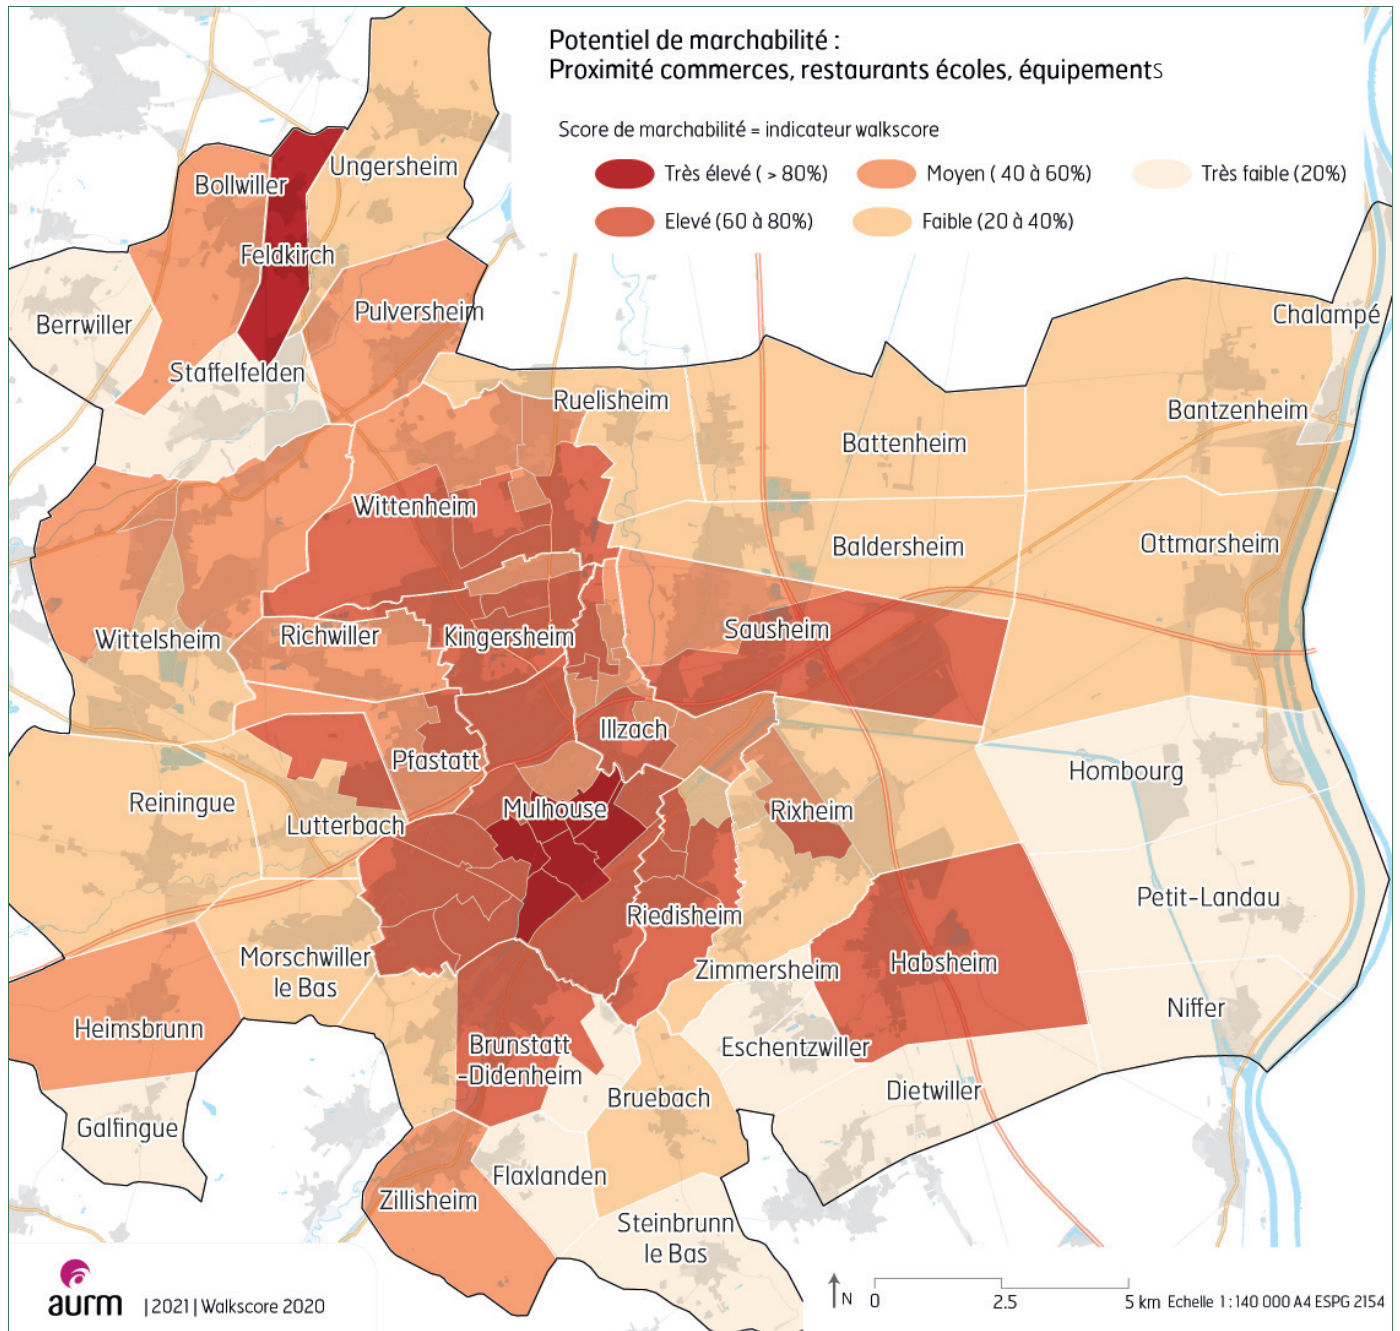 Potentiel de marchabilité :
Proximité commerces, restaurants écoles, équipements
Score de marchabilité = indicateur walkscore
Très élevé ( > 80%)
Moyen ( 40 à 60%)
Très faible (20%)
Elevé (60 à 80%)
Faible (20 à 40%)
Ungersheim
Bollwiller
Feldkirch
Berrwiller
Pulversheim
Chalampé
Staffelfelden
Ruelisheim
Bantzenheim
Battenheim
Wittenheim
Baldersheim
Ottmarsheim
Wittelsheim
Richwiller
Kingersheim
Sausheim
Illzach
Pfastatt
Hombourg
Reiningue
Lutterbach
Mulhouse
Rixheim
Petit-Landau
Riedisheim
Morschwiller
le Bas
Zimmersheim
Habsheim
Niffer
Heimsbrunn
Brunstatt
-Didenheim
Eschentzwiller
Dietwiller
Bruebach
Galfingue
Flaxlanden
Zillisheim
Steinbrunn
le Bas
aurm | 2021 | Walkscore 2020
N 0 2.5 5 km Echelle 1 : 140 000 A4 ESPG 2154